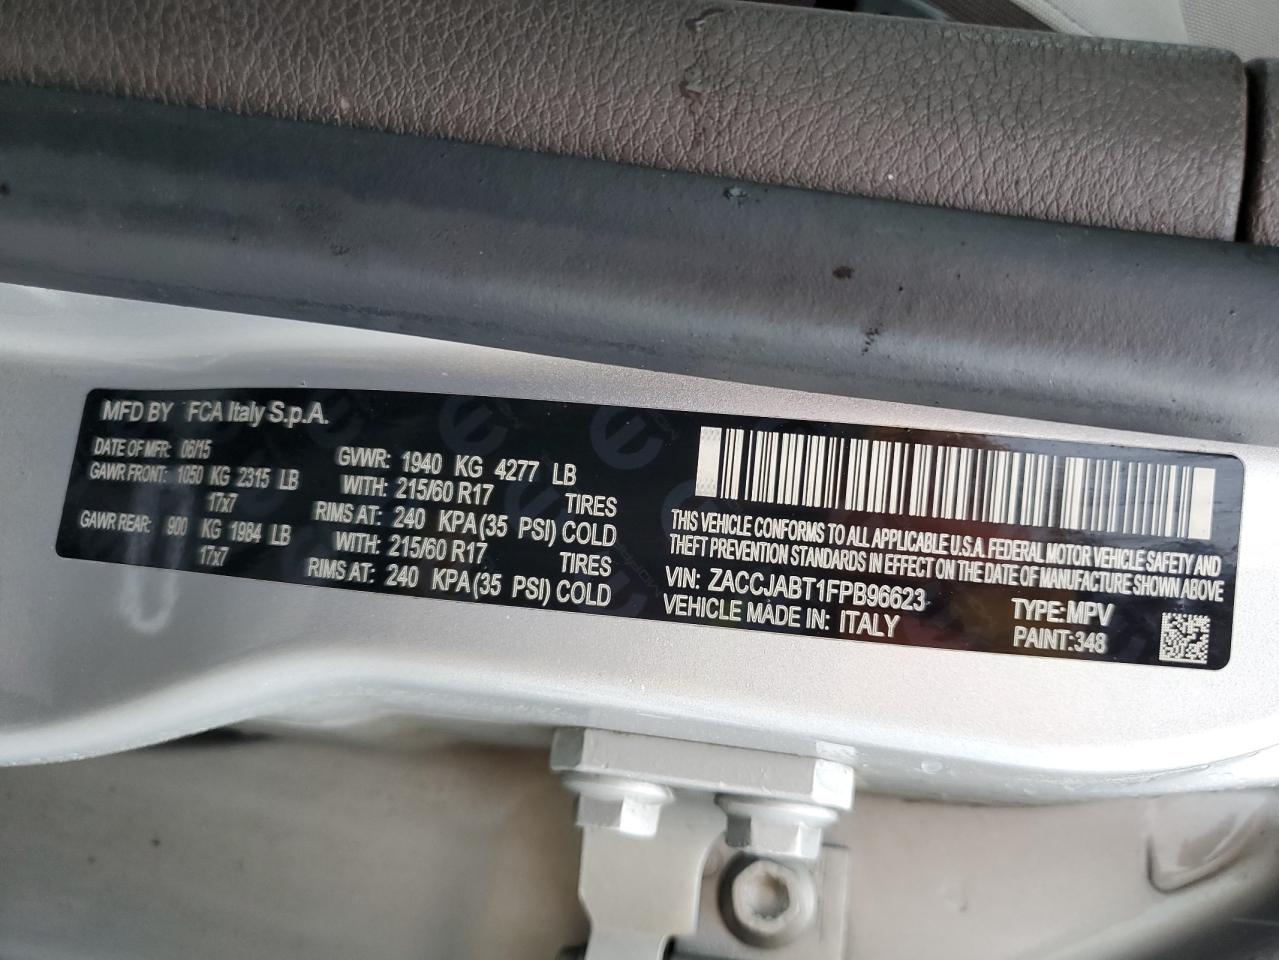 MFD BY FCA Italy S.p.A.
DATE OF MFR: 06/15
GAWR FRONT: 1050 KG 2315 LB
17x7
GAWR REAR: 900 KG 1984 LB
17x7
GVWR: 1940 KG 4277 LB
WITH: 215/60 R17 TIRES
RIMS AT: 240 KPA(35 PSI) COLD
WITH: 215/60 R17 TIRES
RIMS AT: 240 KPA(35 PSI) COLD
THIS VEHICLE CONFORMS TO ALL APPLICABLE U.S.A. FEDERAL MOTOR VEHICLE SAFETY AND
THEFT PREVENTION STANDARDS IN EFFECT ON THE DATE OF MANUFACTURE SHOWN ABOVE
VIN: ZACCJABT1FPB96623 TYPE:MPV
VEHICLE MADE IN: ITALY PAINT:348